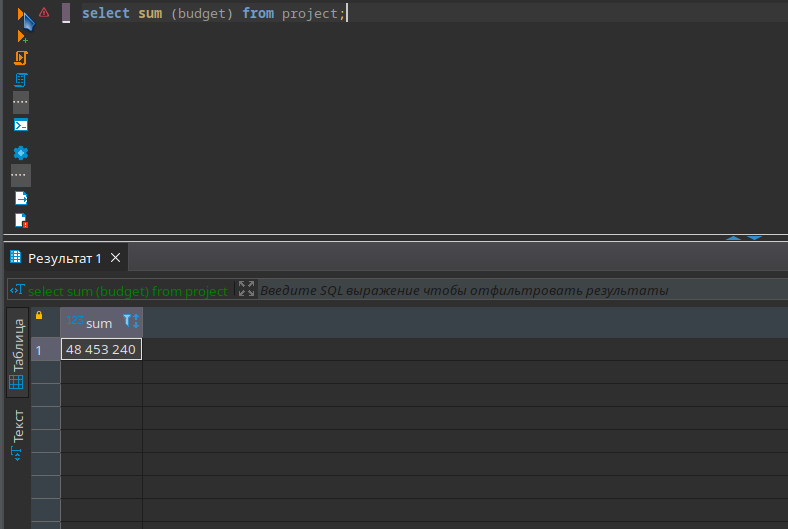 select sum (budget) from project;
Результат 1
select sum (budget) from project
Введите SQL выражение чтобы отфильтровать результаты
Таблица
Текст
123 sum
1
48 453 240